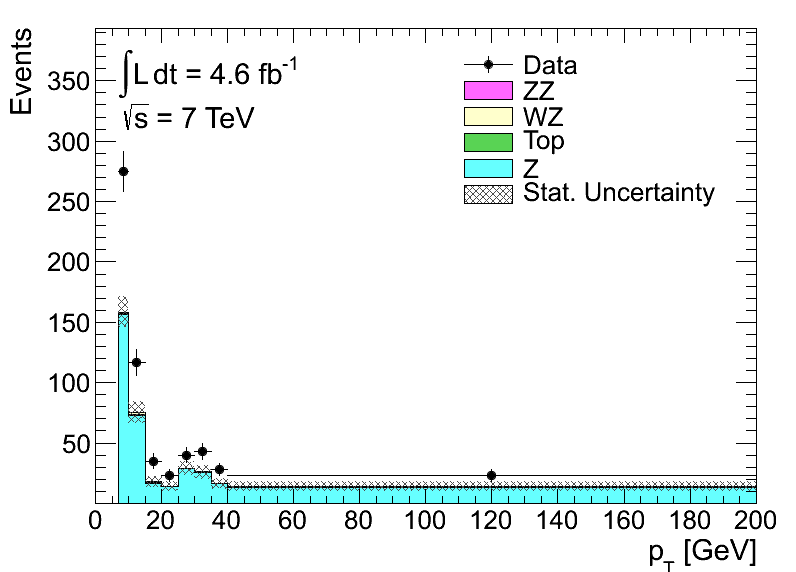 Events
∫L dt = 4.6 fb⁻¹
√s = 7 TeV
Data
ZZ
WZ
Top
Z
Stat. Uncertainty
350
300
250
200
150
100
50
0 20 40 60 80 100 120 140 160 180 200
p_T [GeV]